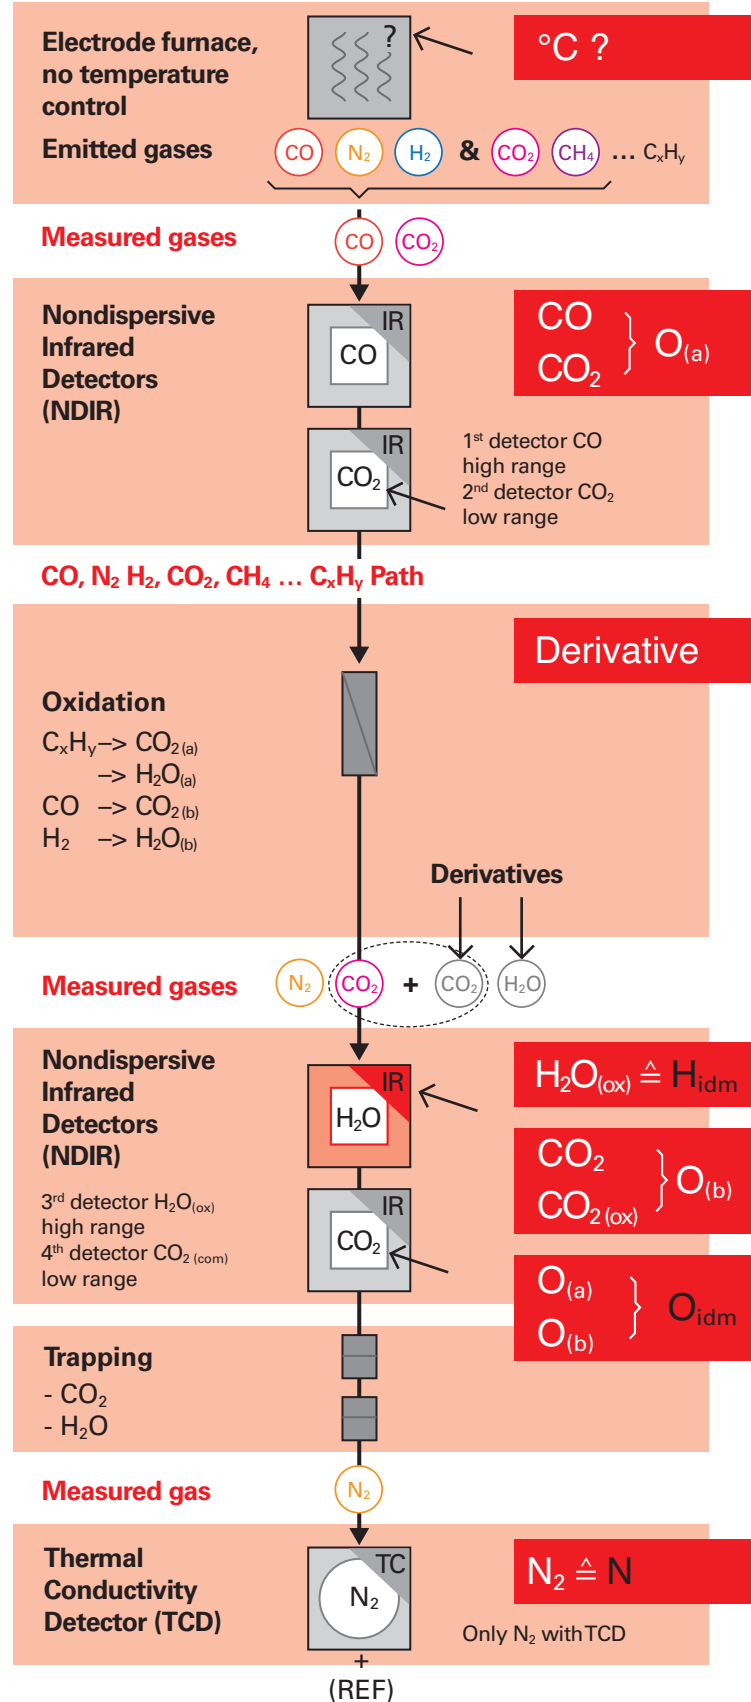 Electrode furnace,
no temperature
control
?
°C ?
Emitted gases
CO N₂ H₂ & CO₂ CH₄ ... CₓHᵧ
Measured gases
CO CO₂
Nondispersive
Infrared
Detectors
(NDIR)
IR
CO
CO
CO₂
} O(a)
IR
CO₂
1st detector CO
high range
2nd detector CO₂
low range
CO, N₂ H₂, CO₂, CH₄ ... CₓHᵧ Path
Derivative
Oxidation
CₓHᵧ –> CO₂(a)
–> H₂O(a)
CO –> CO₂(b)
H₂ –> H₂O(b)
Derivatives
Measured gases
N₂ CO₂ + CO₂ H₂O
Nondispersive
Infrared
Detectors
(NDIR)
IR
H₂O
H₂O(ox) ≙ Hidm
3rd detector H₂O(ox)
high range
4th detector CO₂ (com)
low range
IR
CO₂
CO₂
CO₂(ox)
} O(b)
O(a)
O(b)
} Oidm
Trapping
- CO₂
- H₂O
Measured gas
N₂
Thermal
Conductivity
Detector (TCD)
TC
N₂
N₂ ≙ N
Only N₂ with TCD
+
(REF)